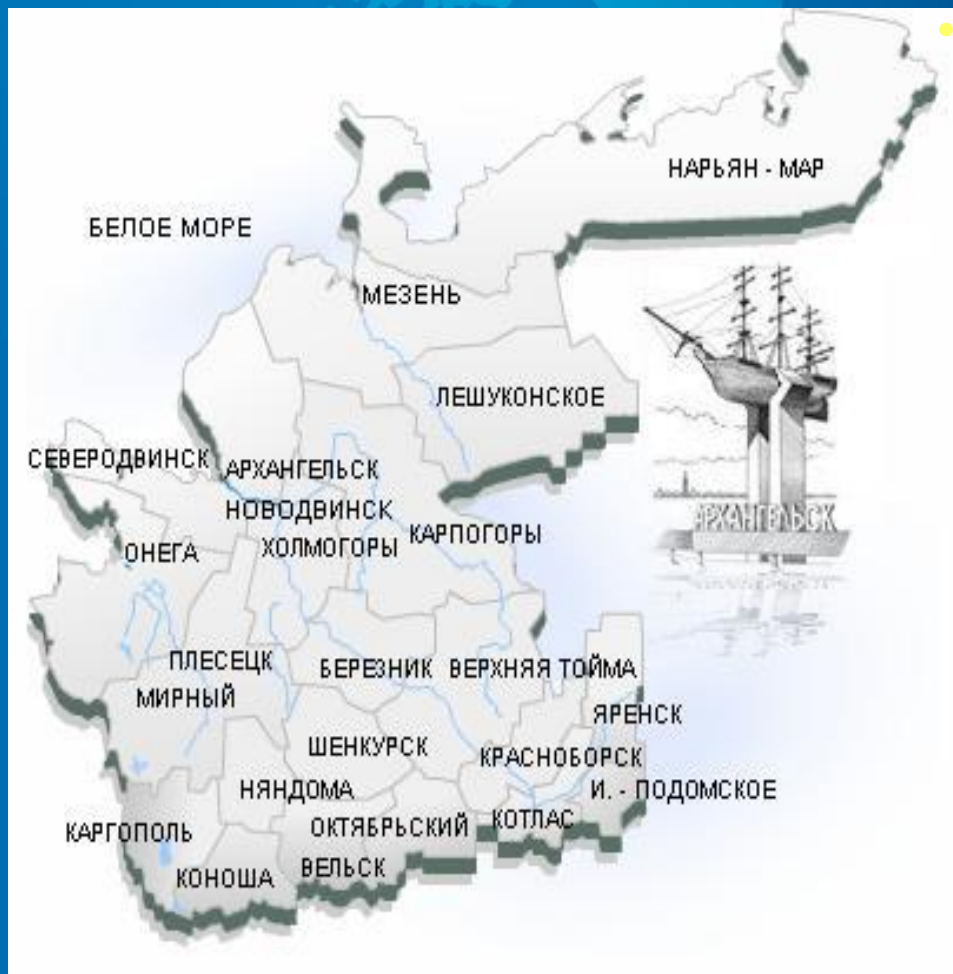 НАРЬЯН - МАР
БЕЛОЕ МОРЕ
МЕЗЕНЬ
ЛЕШУКОНСКОЕ
СЕВЕРОДВИНСК
АРХАНГЕЛЬСК
НОВОДВИНСК
АРХАНГЕЛЬСК
КАРПОГОРЫ
ОНЕГА
ХОЛМОГОРЫ
ПЛЕСЕЦК
БЕРЕЗНИК
ВЕРХНЯЯ ТОЙМА
МИРНЫЙ
ЯРЕНСК
ШЕНКУРСК
КРАСНОБОРСК
НЯНДОМА
И. - ПОДОМСКОЕ
КАРГОПОЛЬ
ОКТЯБРЬСКИЙ
КОТЛАС
КОНОША
ВЕЛЬСК